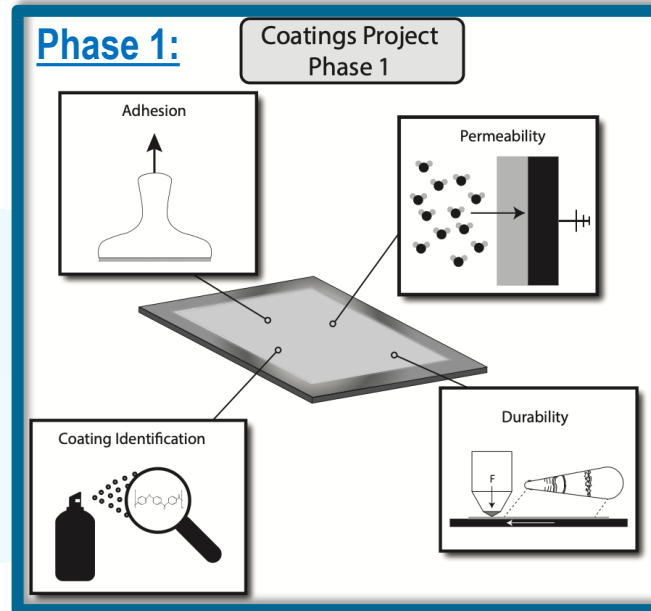 Phase 1:
Coatings Project
Phase 1
Adhesion
Permeability
Coating Identification
Durability
F